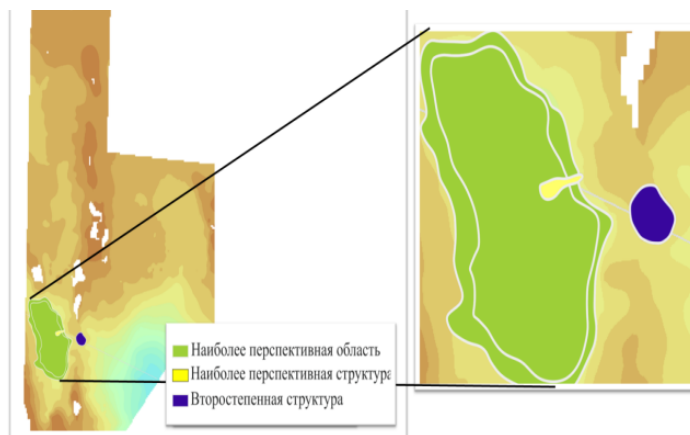 Наиболее перспективная область
Наиболее перспективная структура
Второстепенная структура